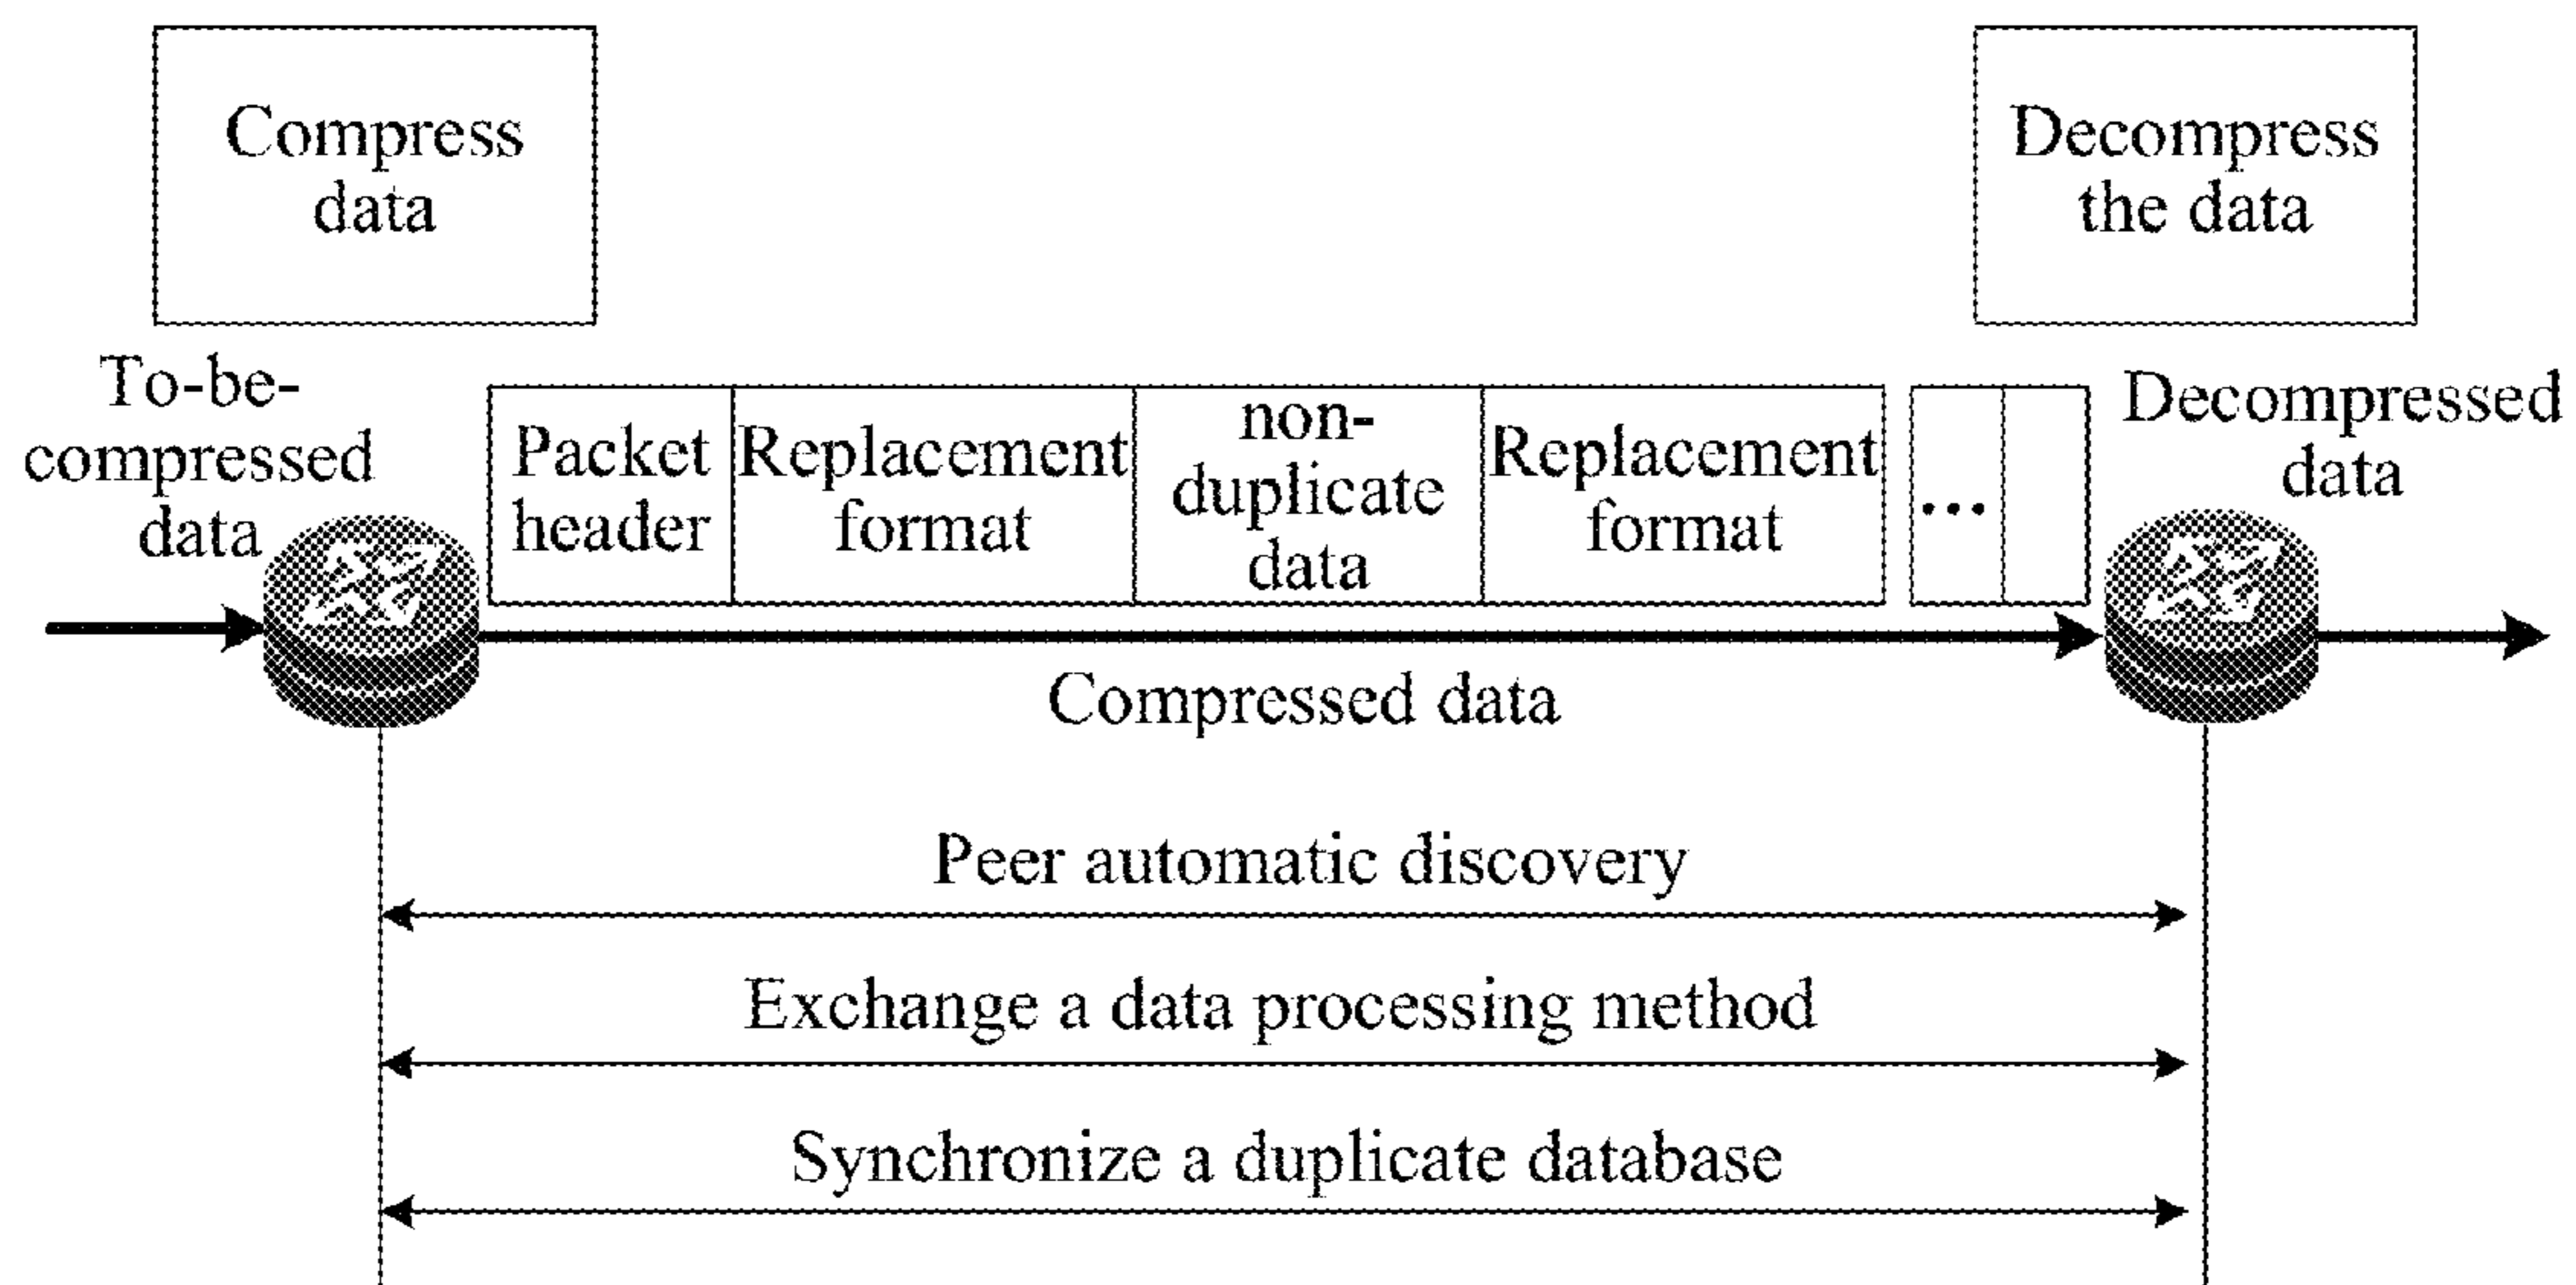 Compress
data
Decompress
the data
To-be-
compressed
data
Packet
header
Replacement
format
non-
duplicate
data
Replacement
format
...
Decompressed
data
Compressed data
Peer automatic discovery
Exchange a data processing method
Synchronize a duplicate database